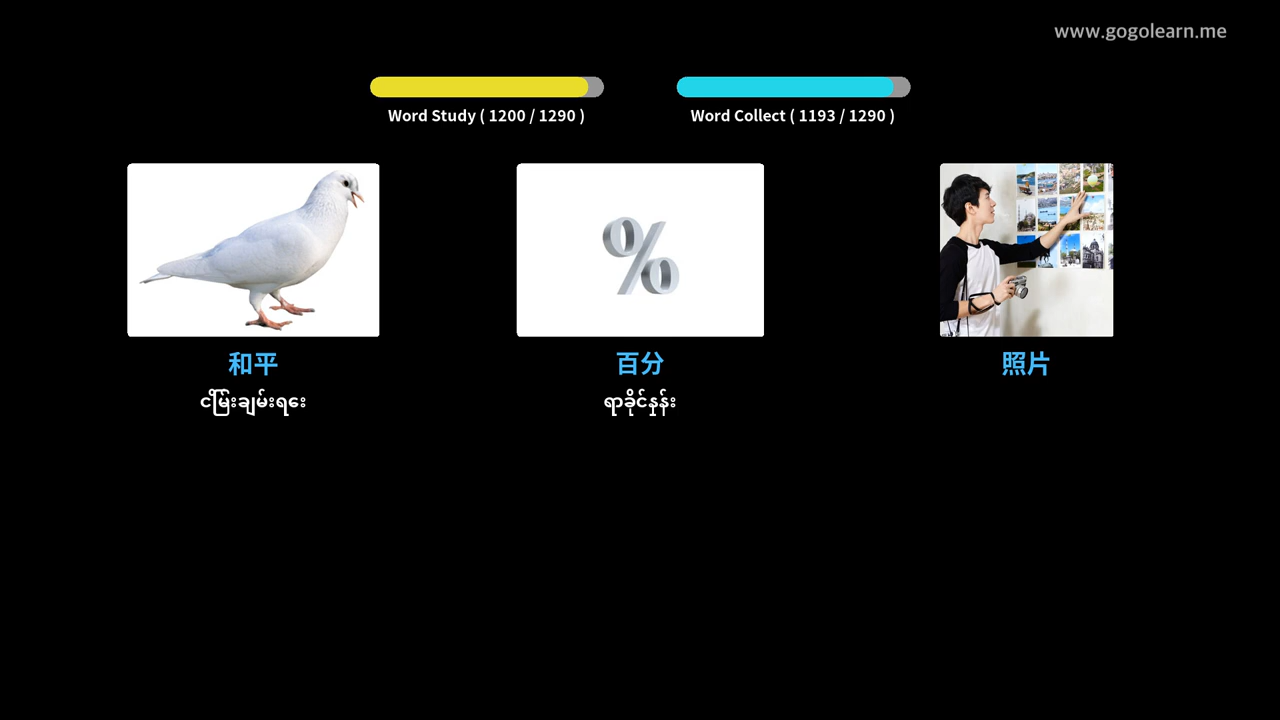 www.gogolearn.me
Word Study ( 1200 / 1290 )
Word Collect ( 1193 / 1290 )
%
和平
百分
照片
ငြိမ်းချမ်းရေး
ရာခိုင်နှုန်း